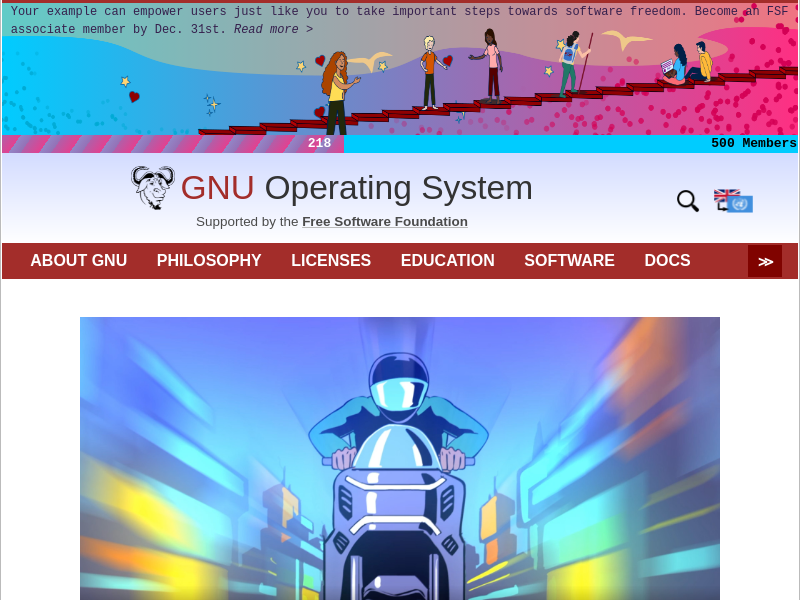 Your example can empower users just like you to take important steps towards software freedom. Become an FSF
associate member by Dec. 31st. Read more >
218
500 Members
GNU Operating System
Supported by the Free Software Foundation
ABOUT GNU PHILOSOPHY LICENSES EDUCATION SOFTWARE DOCS ≫